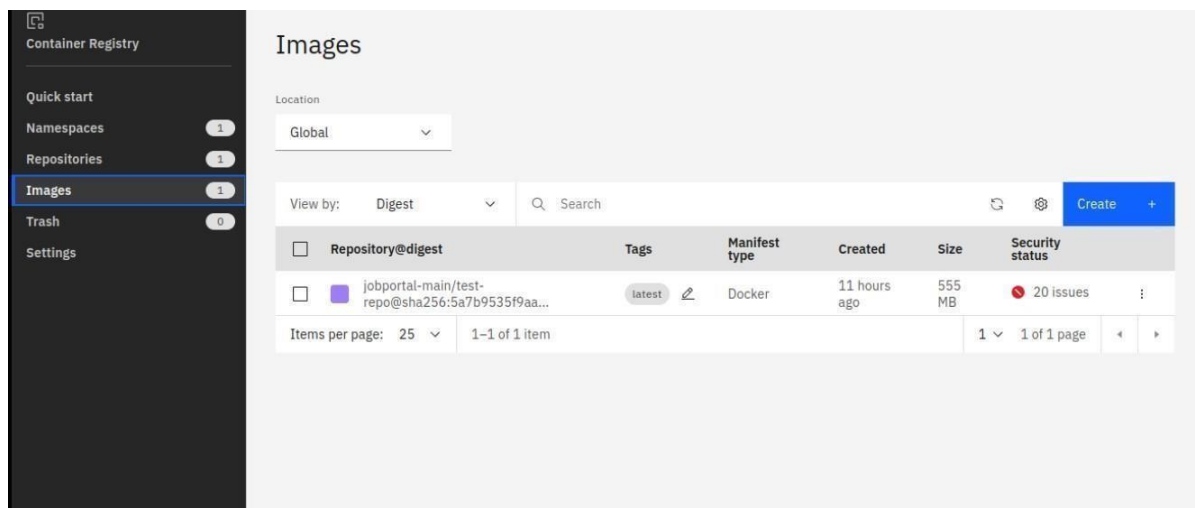 Container Registry
Quick start
Namespaces 1
Repositories 1
Images 1
Trash 0
Settings
Images
Location
Global
View by: Digest Search Create +
Repository@digest Tags Manifest type Created Size Security status
jobportal-main/test-
repo@sha256:5a7b9535f9aa... latest Docker 11 hours ago 555 MB 20 issues
Items per page: 25 1–1 of 1 item 1 1 of 1 page